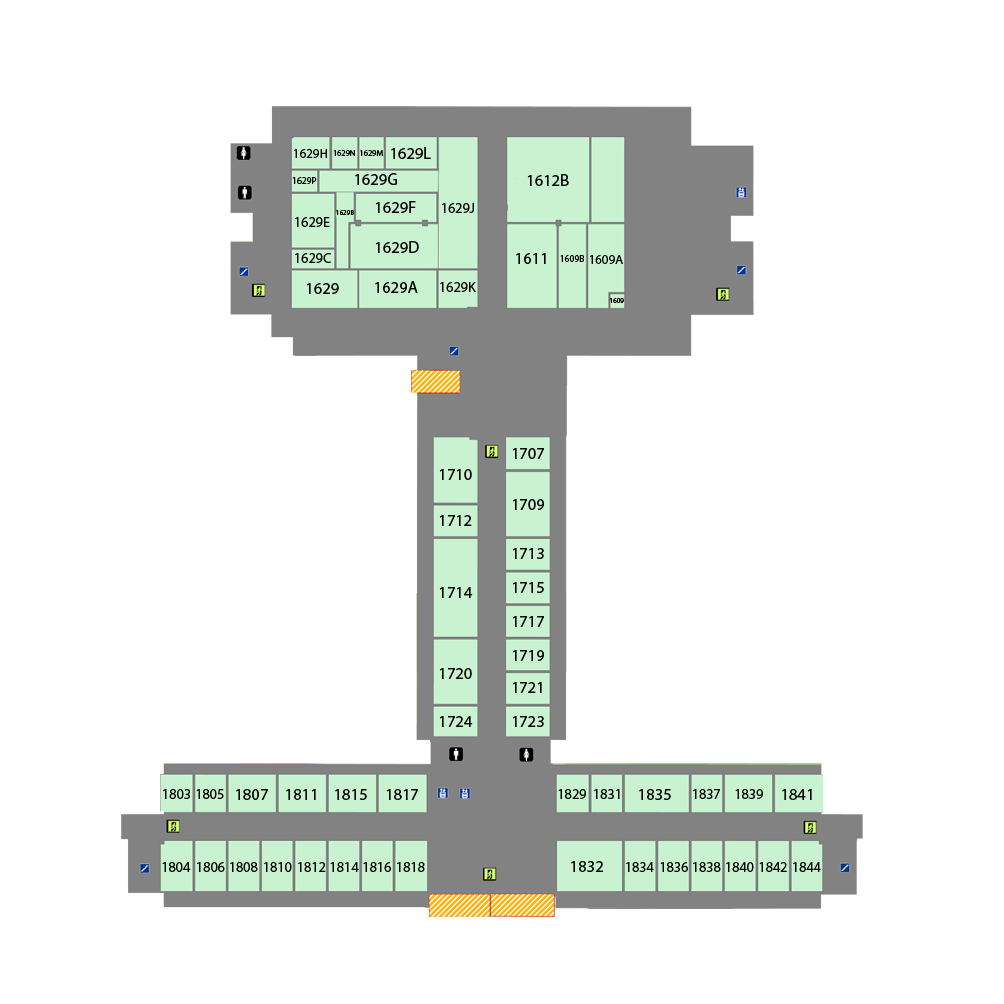 1629H
1629N
1629M
1629L
1629P
1629G
1629J
1629E
1629B
1629F
1629D
1629C
1629
1629A
1629K
1612B
1611
1609B
1609A
1609
1710
1707
1709
1712
1713
1714
1715
1717
1719
1720
1721
1724
1723
1803 1805 1807 1811 1815 1817
1829 1831 1835 1837 1839 1841
1804 1806 1808 1810 1812 1814 1816 1818
1832 1834 1836 1838 1840 1842 1844